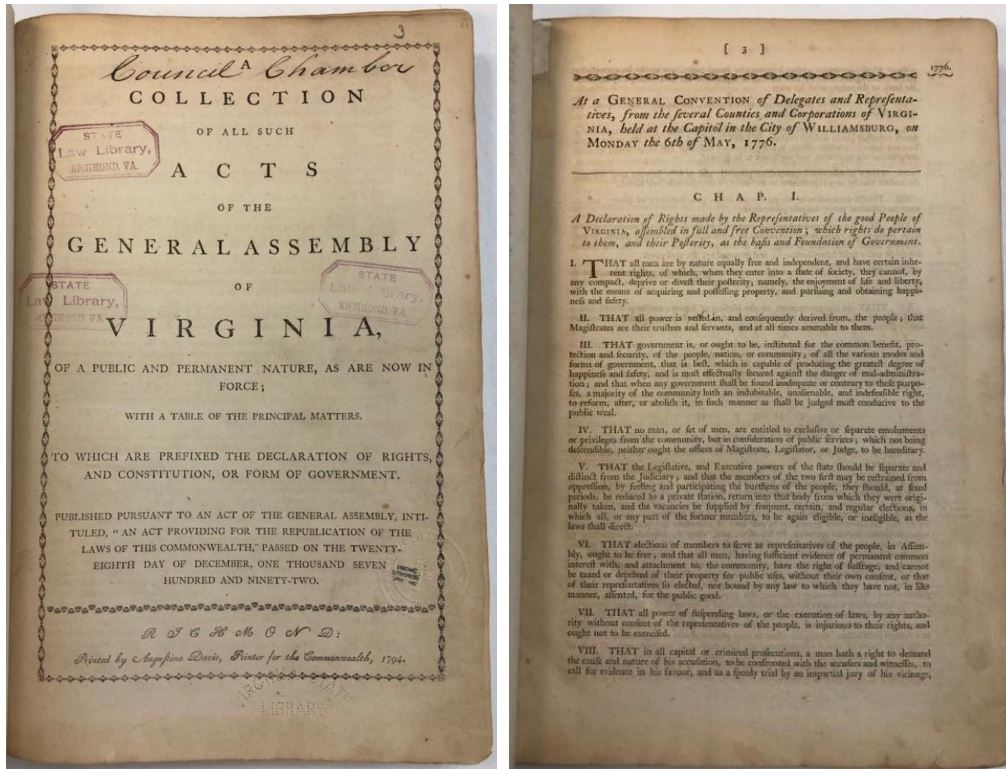 3
Council Chamber
A
COLLECTION
OF ALL SUCH
ACTS
OF THE
GENERAL ASSEMBLY
OF
VIRGINIA,
OF A PUBLIC AND PERMANENT NATURE, AS ARE NOW IN
FORCE;
WITH A TABLE OF THE PRINCIPAL MATTERS.
TO WHICH ARE PREFIXED THE DECLARATION OF RIGHTS,
AND CONSTITUTION, OR FORM OF GOVERNMENT.
PUBLISHED PURSUANT TO AN ACT OF THE GENERAL ASSEMBLY, INTI-
TULED, "AN ACT PROVIDING FOR THE REPUBLICATION OF THE
LAWS OF THIS COMMONWEALTH," PASSED ON THE TWENTY-
EIGHTH DAY OF DECEMBER, ONE THOUSAND SEVEN
HUNDRED AND NINETY-TWO.
RICHMOND:
Printed by Augustine Davis, Printer for the Commonwealth, 1794.
STATE
Law Library,
RICHMOND, VA.
STATE
Law Library,
RICHMOND, VA.
STATE
Law Library,
RICHMOND, VA.
VIRGINIA STATE
LIBRARY
[ 3 ]
1776.
At a GENERAL CONVENTION of Delegates and Representa-
tives, from the several Counties and Corporations of VIRGI-
NIA, held at the Capitol in the City of WILLIAMSBURG, on
MONDAY the 6th of MAY, 1776.
CHAP. I.
A Declaration of Rights made by the Representatives of the good People of
VIRGINIA, assembled in full and free Convention; which rights do pertain
to them, and their Posterity, as the basis and Foundation of Government.
I. THAT all men are by nature equally free and independent, and have certain inhe-
rent rights, of which, when they enter into a state of society, they cannot, by
any compact, deprive or divest their posterity; namely, the enjoyment of life and liberty,
with the means of acquiring and possessing property, and pursuing and obtaining happi-
ness and safety.
II. THAT all power is vested in, and consequently derived from, the people; that
Magistrates are their trustees and servants, and at all times amenable to them.
III. THAT government is, or ought to be, instituted for the common benefit, pro-
tection and security, of the people, nation, or community; of all the various modes and
forms of government, that is best, which is capable of producing the greatest degree of
happiness and safety, and is most effectually secured against the danger of mal-administra-
tion; and that when any government shall be found inadequate or contrary to these purpo-
ses, a majority of the community hath an indubitable, unalienable, and indefeasible right,
to reform, alter, or abolish it, in such manner as shall be judged most conducive to the
public weal.
IV. THAT no man, or set of men, are entitled to exclusive or separate emoluments
or privileges from the community, but in consideration of public services; which not being
descendible, neither ought the offices of Magistrate, Legislator, or Judge, to be hereditary.
V. THAT the Legislative, and Executive powers of the state should be separate and
distinct from the Judiciary; and that the members of the two first may be restrained from
oppression, by feeling and participating the burthens of the people, they should, at fixed
periods, be reduced to a private station, return into that body from which they were origi-
nally taken, and the vacancies be supplied by frequent, certain, and regular elections, in
which all, or any part of the former members, to be again eligible, or ineligible, as the
laws shall direct.
VI. THAT elections of members to serve as representatives of the people, in Assem-
bly, ought to be free; and that all men, having sufficient evidence of permanent common
interest with, and attachment to, the community, have the right of suffrage, and cannot
be taxed or deprived of their property for public uses, without their own consent, or that
of their representatives so elected, nor bound by any law to which they have not, in like
manner, assented, for the public good.
VII. THAT all power of suspending laws, or the execution of laws, by any autho-
rity without consent of the representatives of the people, is injurious to their rights, and
ought not to be exercised.
VIII. THAT in all capital or criminal prosecutions, a man hath a right to demand
the cause and nature of his accusation, to be confronted with the accusers and witnesses, to
call for evidence in his favour, and to a speedy trial by an impartial jury of his vicinage,